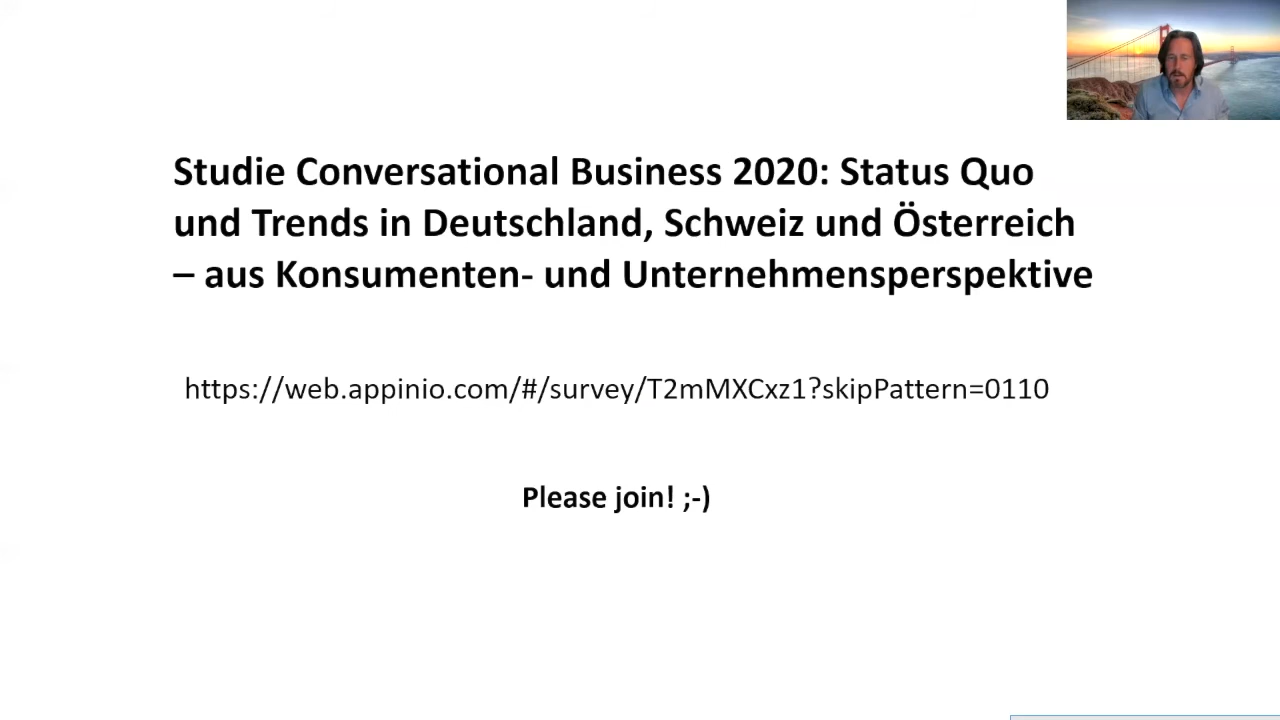 Studie Conversational Business 2020: Status Quo
und Trends in Deutschland, Schweiz und Österreich
– aus Konsumenten- und Unternehmensperspektive
https://web.appinio.com/#/survey/T2mMXCxz1?skipPattern=0110
Please join! ;-)